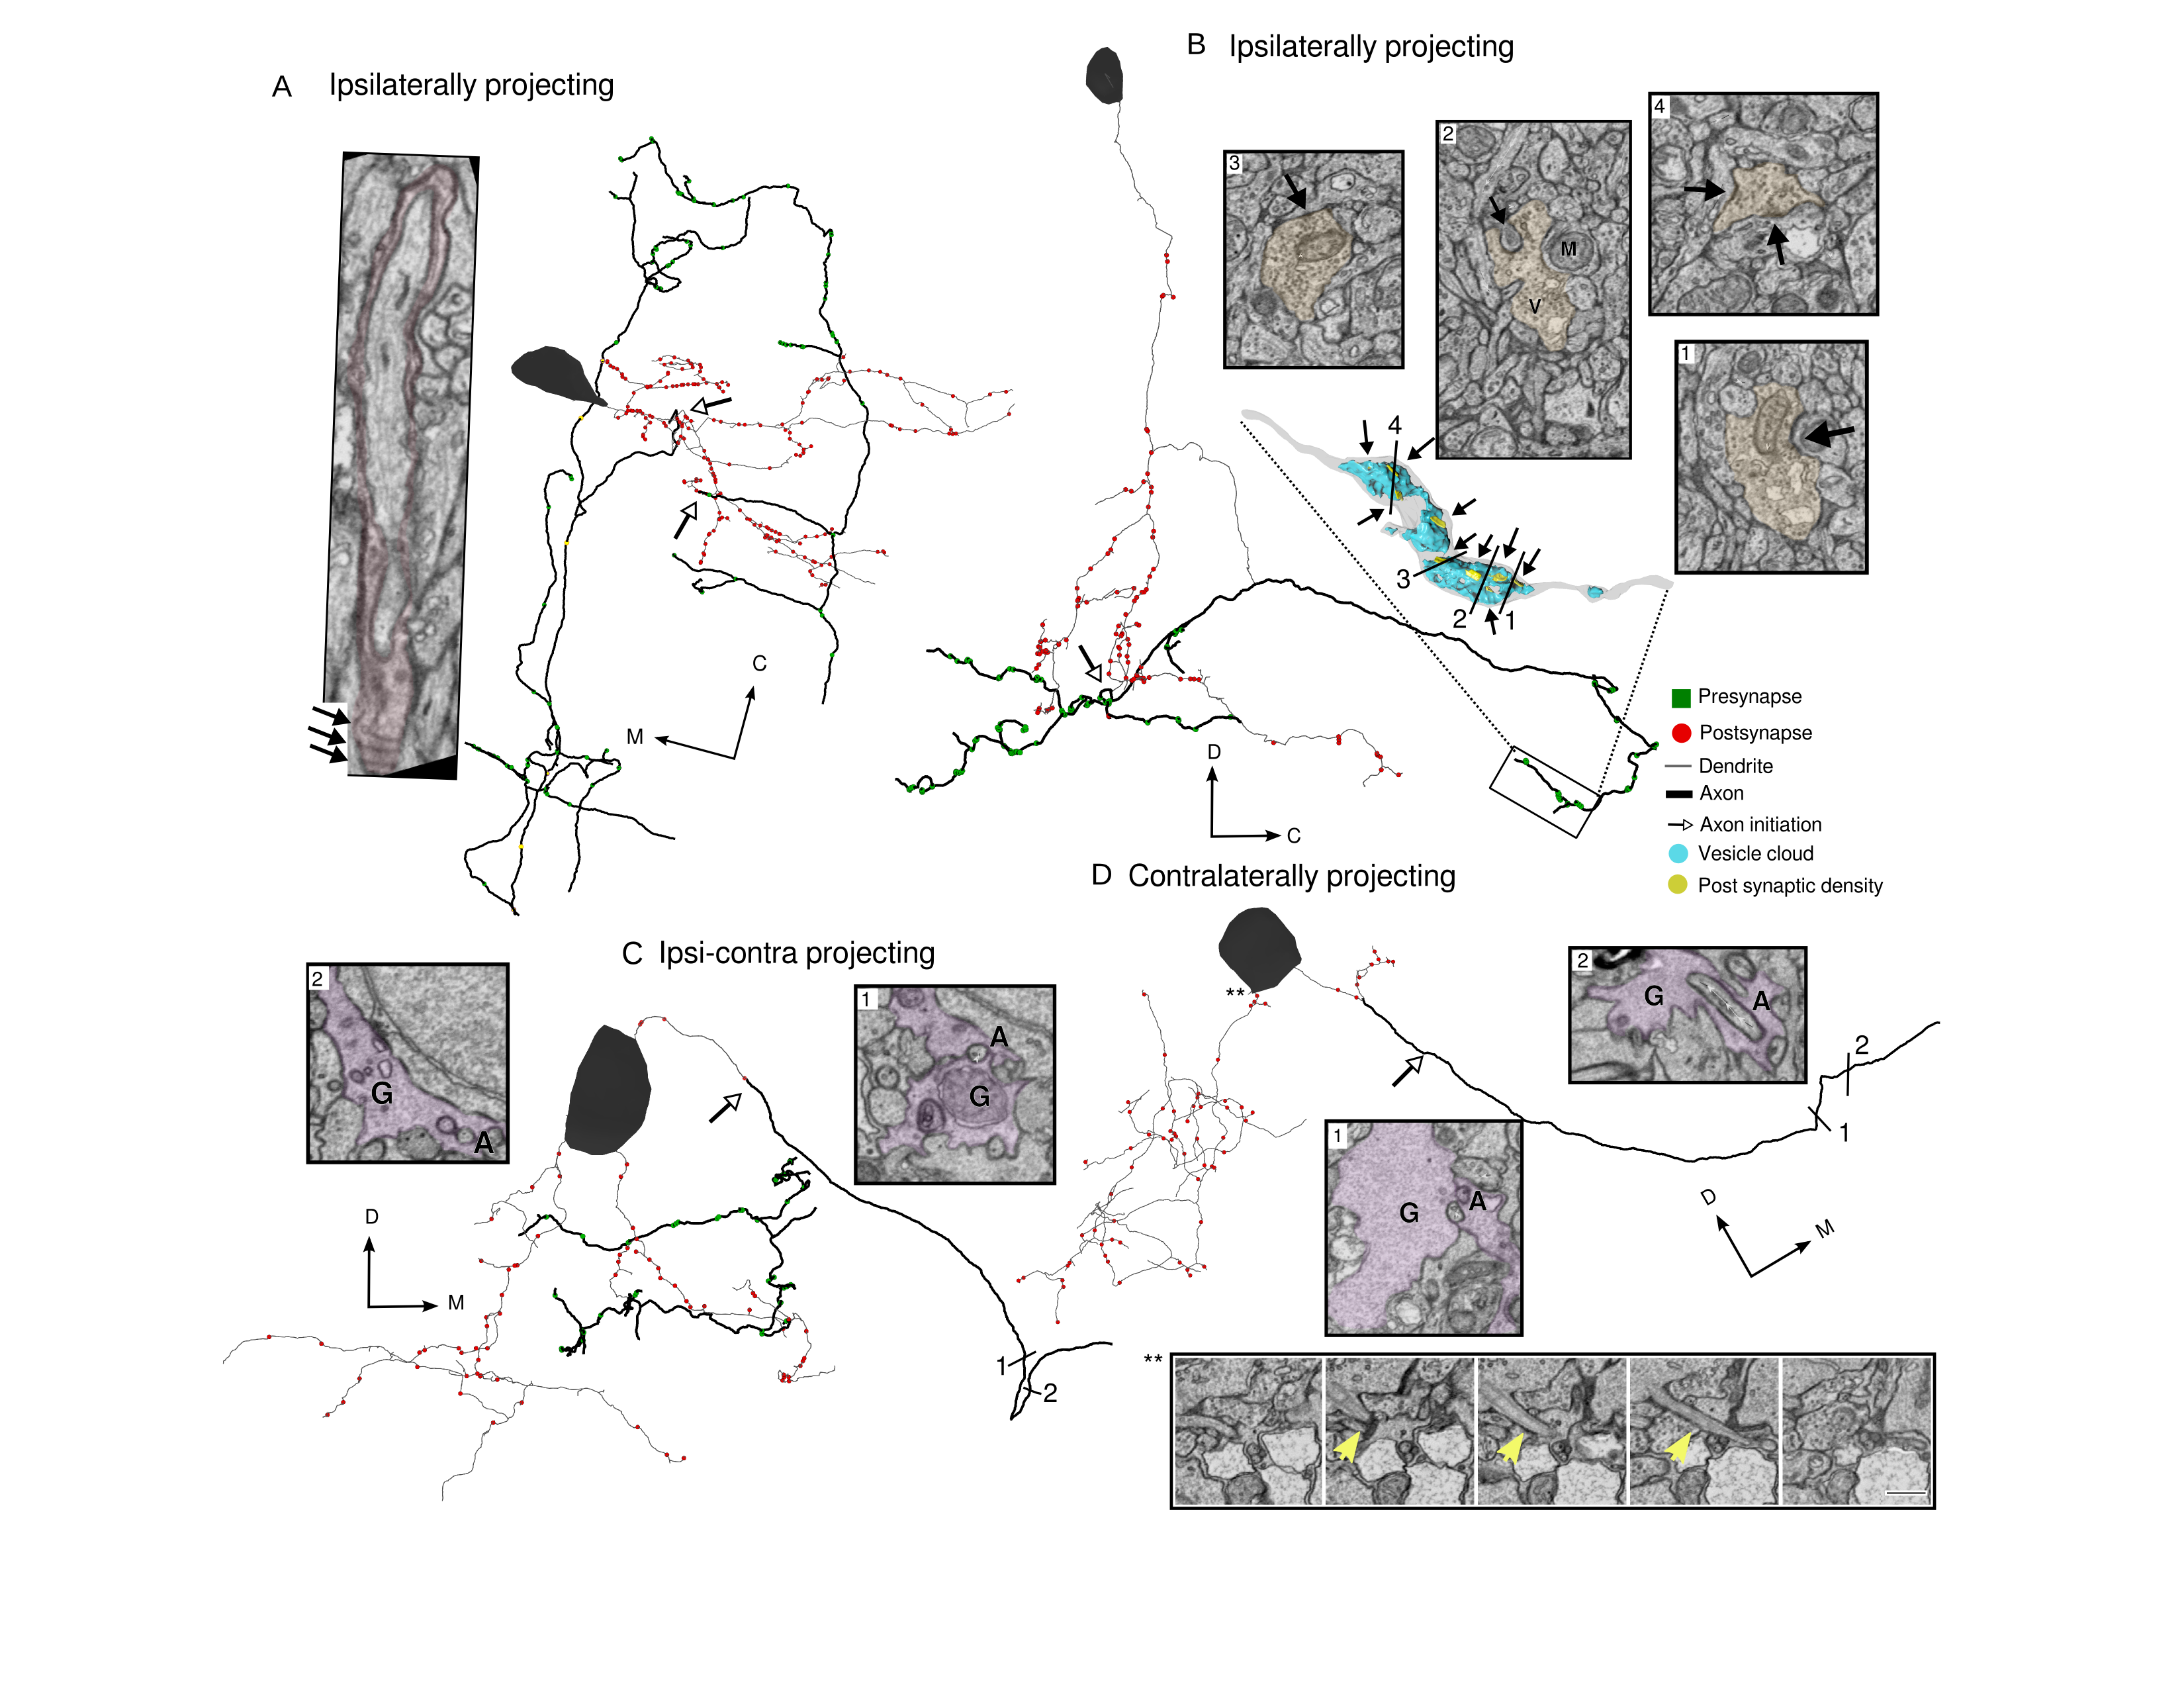 A Ipsilaterally projecting
C
M
B Ipsilaterally projecting
3
2
M
V
4
1
4
3
2
1
D
C
Presynapse
Postsynapse
Dendrite
Axon
Axon initiation
Vesicle cloud
Post synaptic density
C Ipsi-contra projecting
2
G
A
1
A
G
D
M
1
2
D Contralaterally projecting
**
2
G
A
2
1
1
G
A
D
M
**